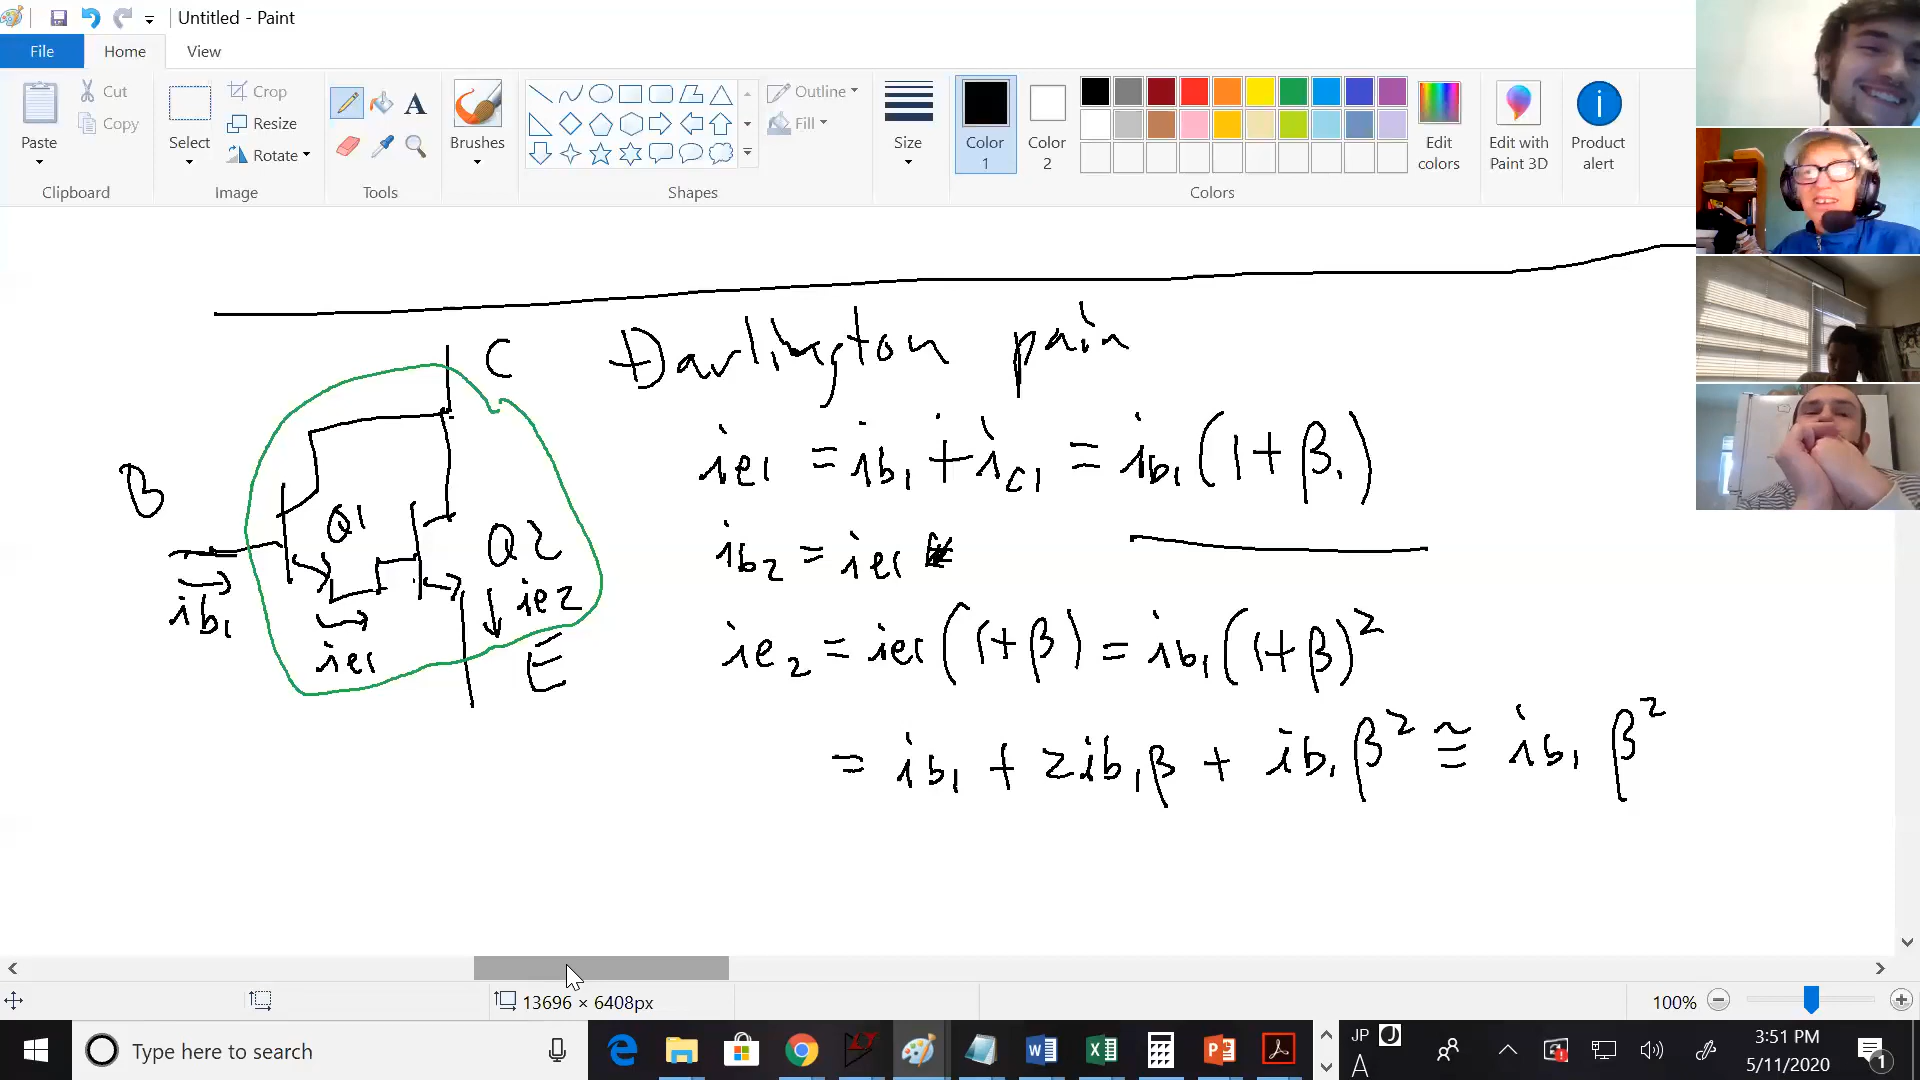 Untitled - Paint
File Home View
Paste
Cut
Copy
Clipboard
Select
Crop
Resize
Rotate
Image
Tools
Brushes
Shapes
Outline
Fill
Size
Color 1
Color 2
Edit colors
Colors
Edit with Paint 3D
Product alert
Darlington pair
C
B
Q1
Q2
ib1
ie1
ie2
E
ie1 = ib1 + ic1 = ib1 (1 + β1)
ib2 = ie1
ie2 = ie1 (1 + β) = ib1 (1 + β)²
= ib1 + 2ib1β + ib1β² ≅ ib1 β²
13696 × 6408px
100%
Type here to search
JP
A
3:51 PM
5/11/2020
1